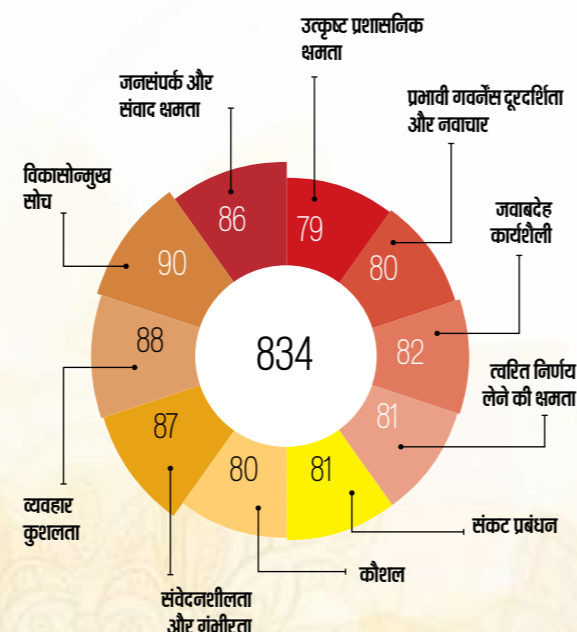 उत्कृष्ट प्रशासनिक
क्षमता
जनसंपर्क और
संवाद क्षमता
प्रभावी गवर्नेंस दूरदर्शिता
और नवाचार
विकासोन्मुख
सोच
जवाबदेह
कार्यशैली
86
79
90
80
88
834
82
त्वरित निर्णय
लेने की क्षमता
87
81
80
81
व्यवहार
कुशलता
संकट प्रबंधन
कौशल
संवेदनशीलता
और गंभीरता